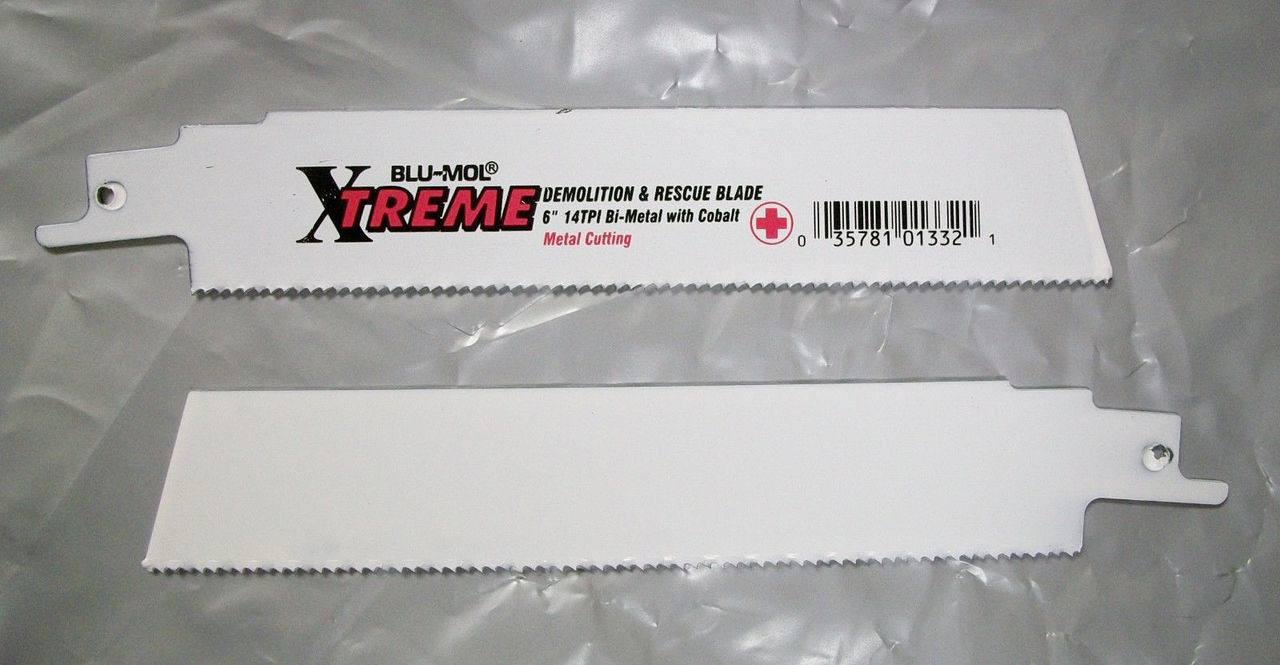 BLU-MOL®
XTREME
DEMOLITION & RESCUE BLADE
6" 14TPI Bi-Metal with Cobalt
Metal Cutting
0 35781 01332 1